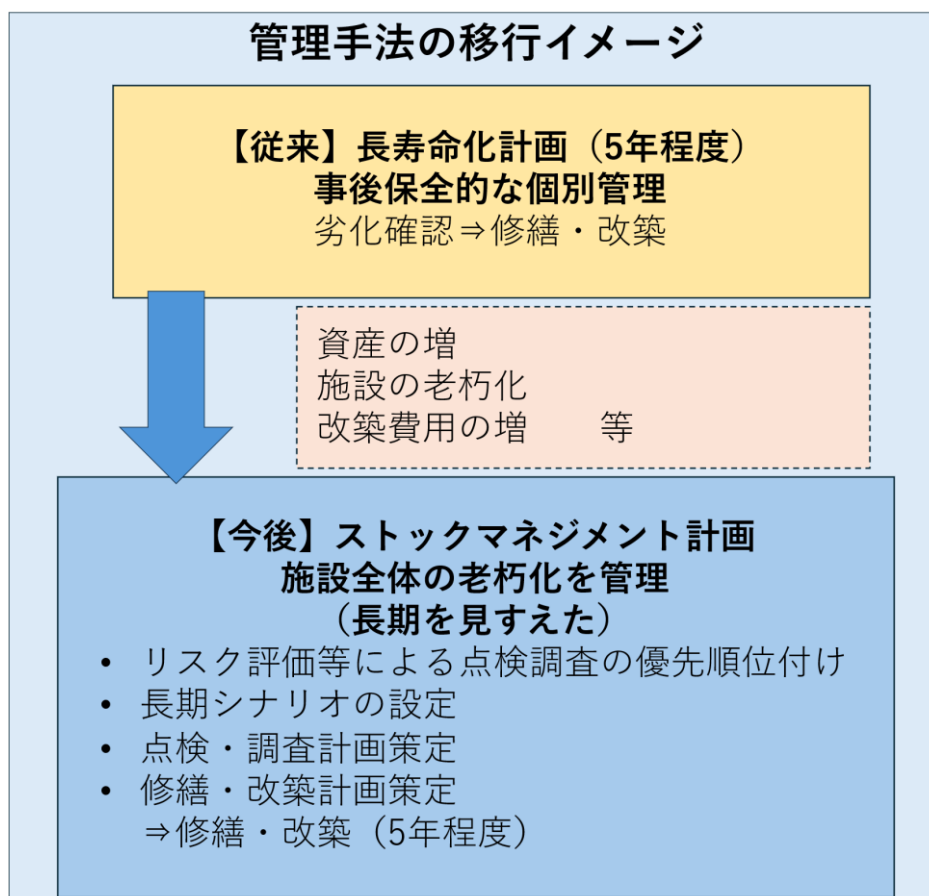 管理手法の移行イメージ
【従来】長寿命化計画（5年程度）
事後保全的な個別管理
劣化確認⇒修繕・改築
資産の増
施設の老朽化
改築費用の増　　等
【今後】ストックマネジメント計画
施設全体の老朽化を管理
（長期を見すえた）
• リスク評価等による点検調査の優先順位付け
• 長期シナリオの設定
• 点検・調査計画策定
• 修繕・改築計画策定
⇒修繕・改築（5年程度）